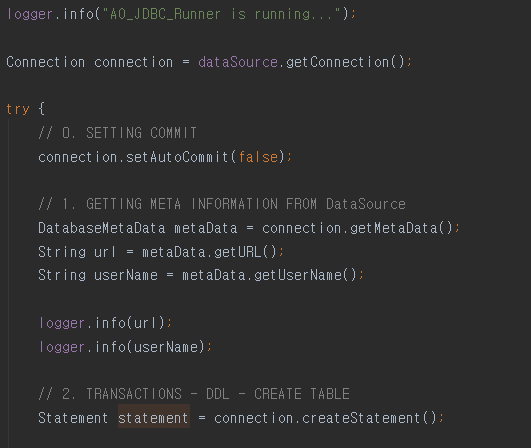 logger.info("A0_JDBC_Runner is running...");
Connection connection = dataSource.getConnection();
try {
// 0. SETTING COMMIT
connection.setAutoCommit(false);
// 1. GETTING META INFORMATION FROM DataSource
DatabaseMetaData metaData = connection.getMetaData();
String url = metaData.getURL();
String userName = metaData.getUserName();
logger.info(url);
logger.info(userName);
// 2. TRANSACTIONS - DDL - CREATE TABLE
Statement statement = connection.createStatement();